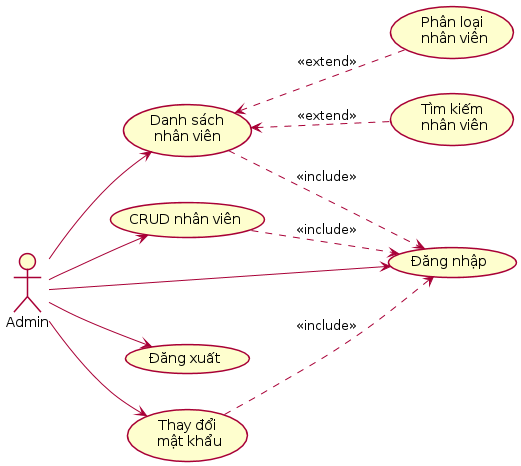 Phân loại
nhân viên
«extend»
Danh sách
nhân viên
«extend»
Tìm kiếm
nhân viên
«include»
CRUD nhân viên
«include»
Đăng nhập
Admin
«include»
Đăng xuất
Thay đổi
mật khẩu